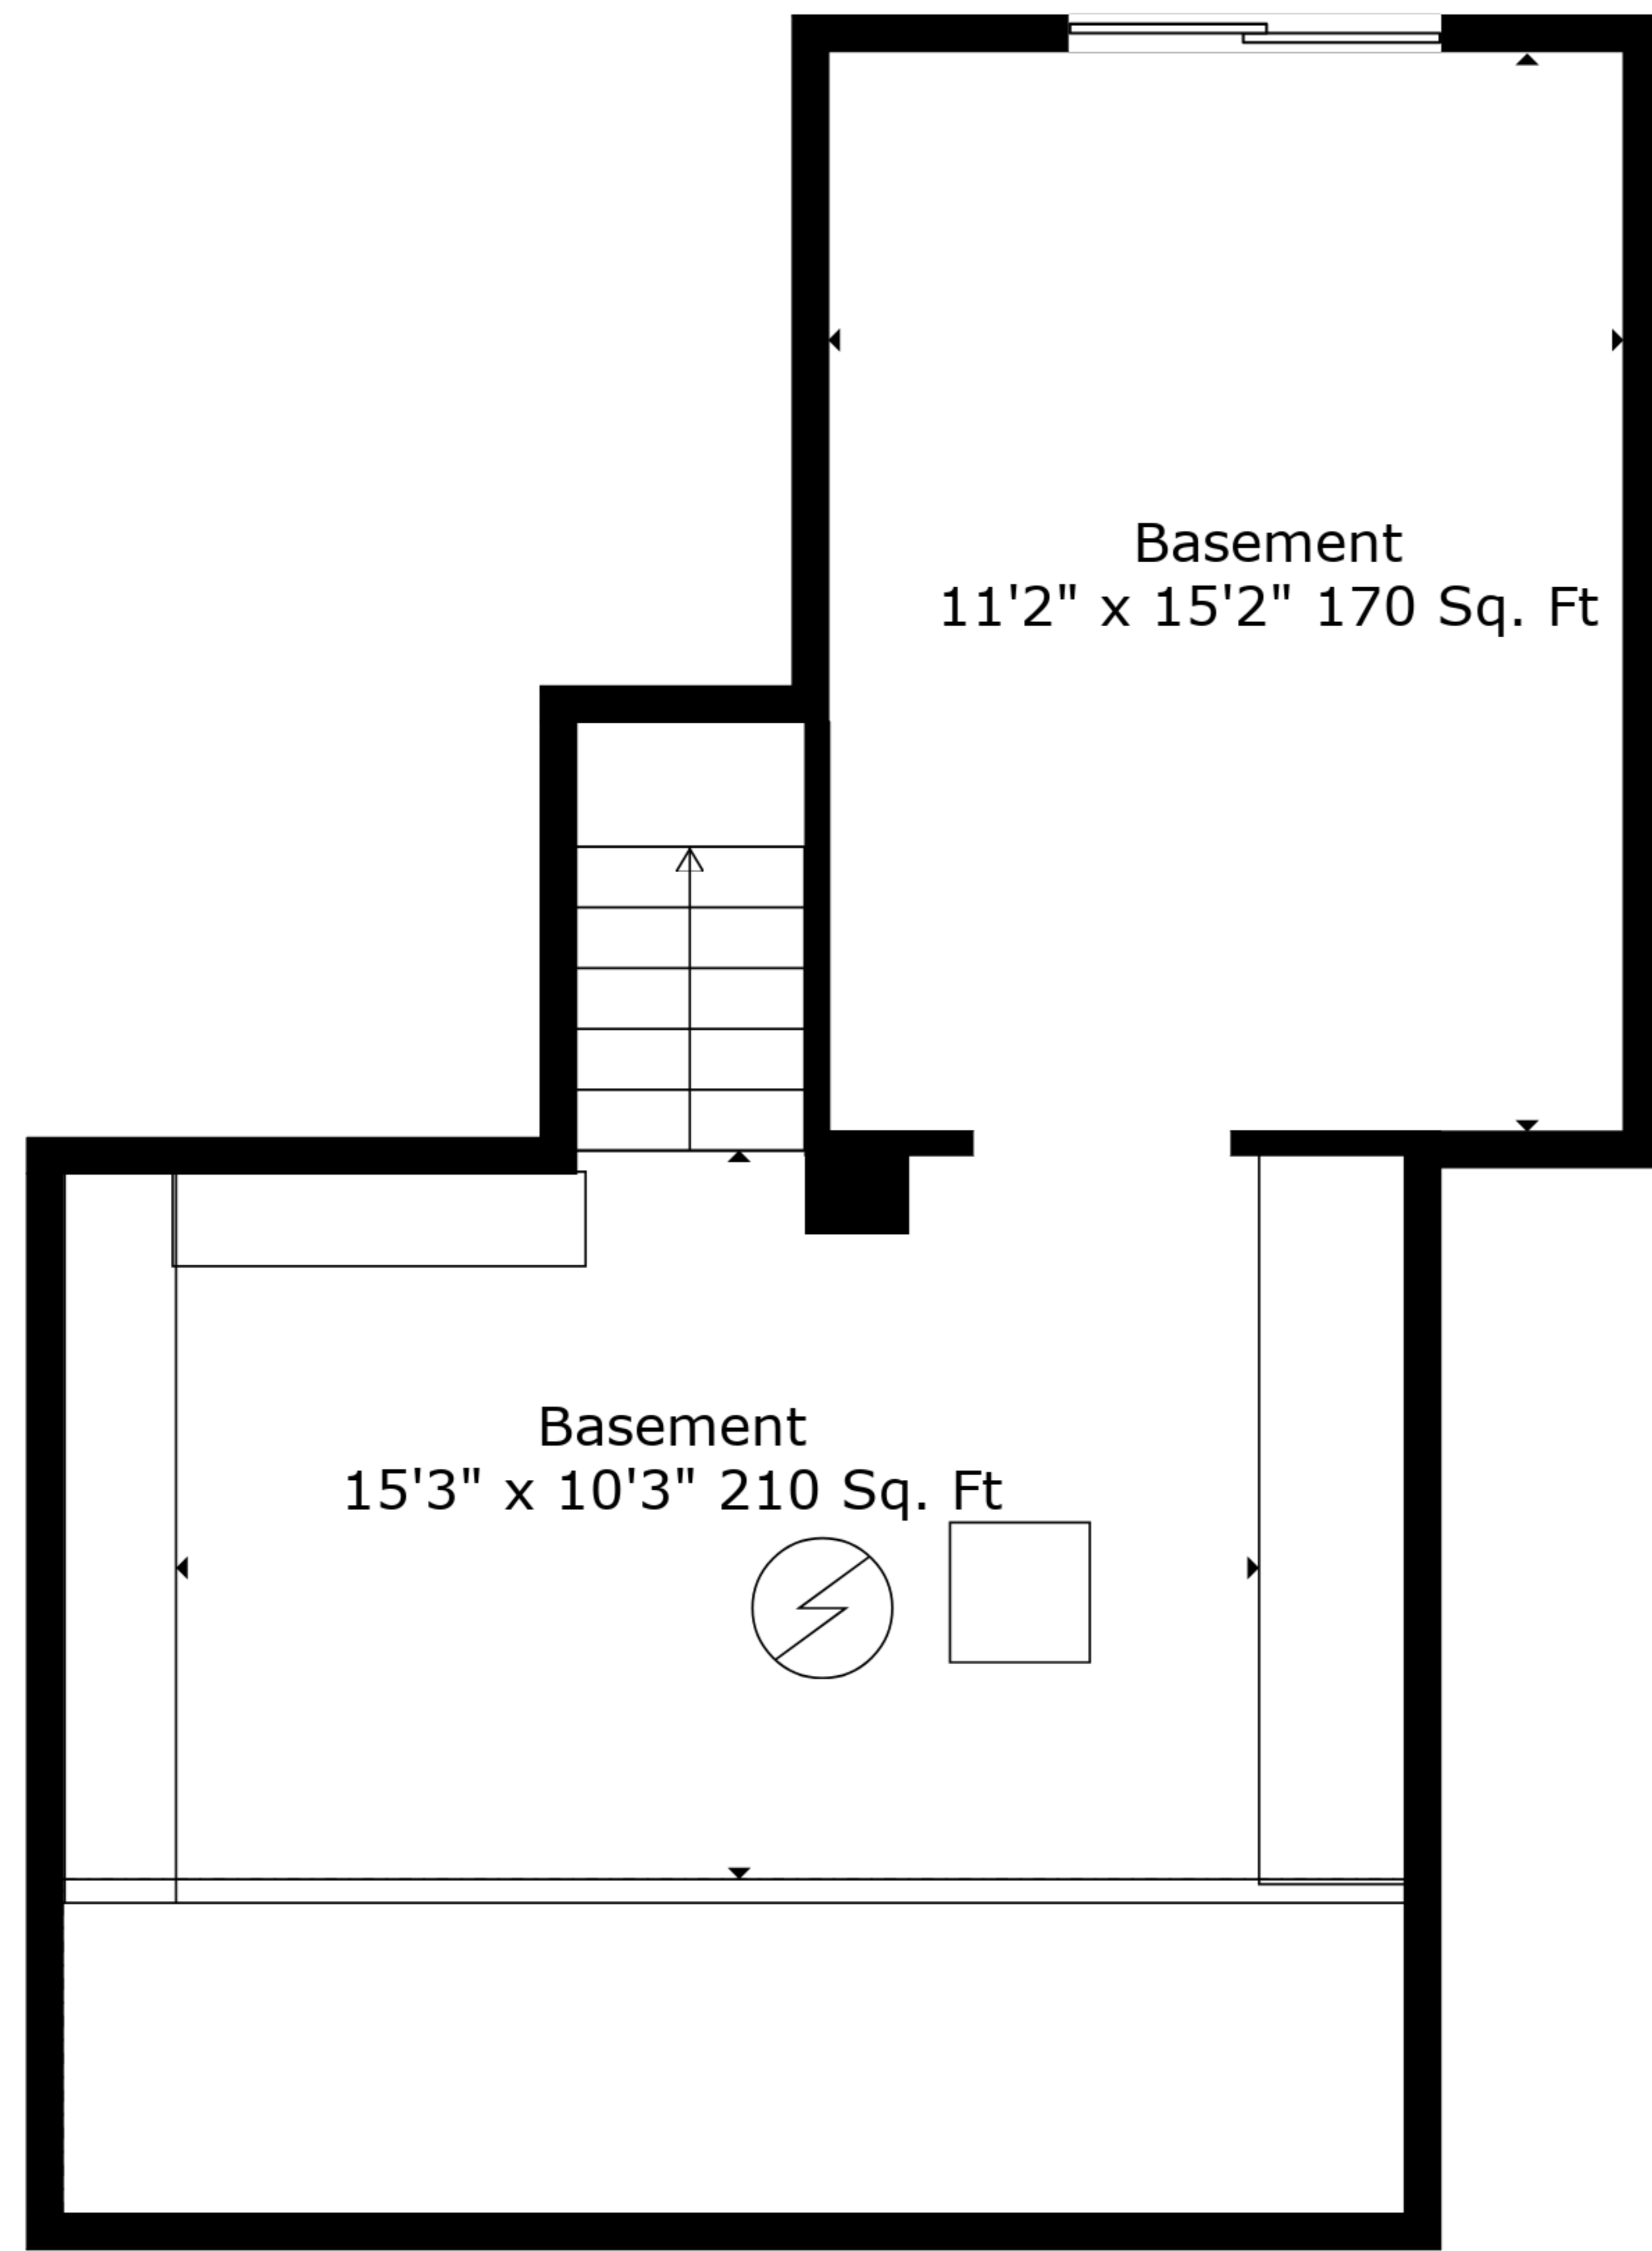 Basement
11'2" x 15'2" 170 Sq. Ft
Basement
15'3" x 10'3" 210 Sq. Ft